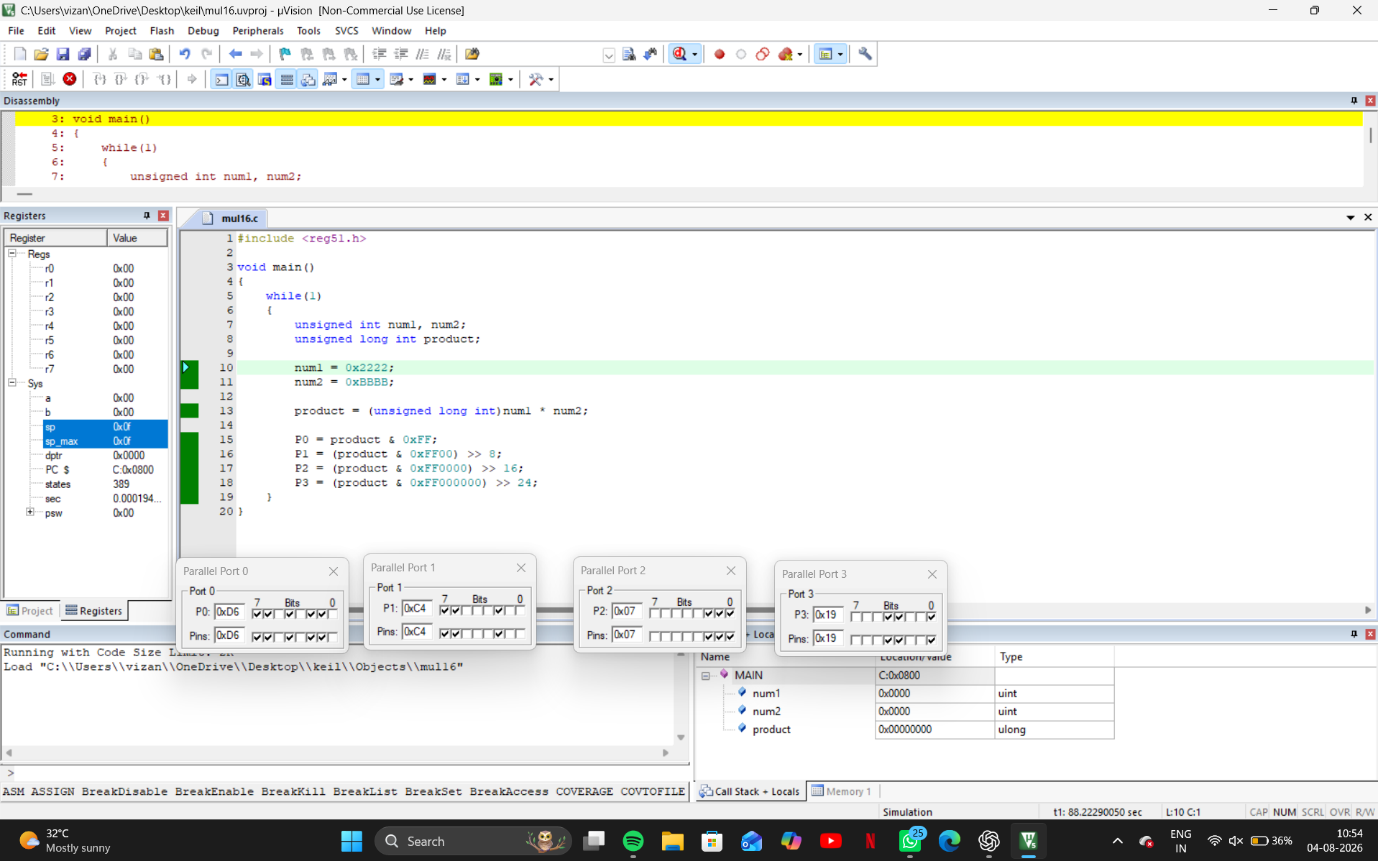 C:\Users\vizan\OneDrive\Desktop\keil\mul16.uvproj - µVision [Non-Commercial Use License]
File Edit View Project Flash Debug Peripherals Tools SVCS Window Help
RST
Disassembly
3: void main()
4: {
5: while(1)
6: {
7: unsigned int num1, num2;
Registers
Register Value
Regs
r0 0x00
r1 0x00
r2 0x00
r3 0x00
r4 0x00
r5 0x00
r6 0x00
r7 0x00
Sys
a 0x00
b 0x00
sp 0x0f
sp_max 0x0f
dptr 0x0000
PC $ C:0x0800
states 389
sec 0.000194...
psw 0x00
Project Registers
mul16.c
1 #include <reg51.h>
2
3 void main()
4 {
5 while(1)
6 {
7 unsigned int num1, num2;
8 unsigned long int product;
9
10 num1 = 0x2222;
11 num2 = 0xBBBB;
12
13 product = (unsigned long int)num1 * num2;
14
15 P0 = product & 0xFF;
16 P1 = (product & 0xFF00) >> 8;
17 P2 = (product & 0xFF0000) >> 16;
18 P3 = (product & 0xFF000000) >> 24;
19 }
20 }
Parallel Port 0
Port 0
7 Bits 0
P0: 0xD6
Pins: 0xD6
Parallel Port 1
Port 1
7 Bits 0
P1: 0xC4
Pins: 0xC4
Parallel Port 2
Port 2
7 Bits 0
P2: 0x07
Pins: 0x07
Parallel Port 3
Port 3
7 Bits 0
P3: 0x19
Pins: 0x19
Command
Running with Code Size
Load "C:\\Users\\vizan\\OneDrive\\Desktop\\keil\\Objects\\mul16"
>
ASM ASSIGN BreakDisable BreakEnable BreakKill BreakList BreakSet BreakAccess COVERAGE COVTOFILE
Name Location/Value Type
MAIN C:0x0800
num1 0x0000 uint
num2 0x0000 uint
product 0x00000000 ulong
Call Stack + Locals Memory 1
Simulation t1: 88.22290050 sec L:10 C:1 CAP NUM SCRL OVR R/W
32°C
Mostly sunny
Search
25
ENG
IN
36%
10:54
04-08-2026